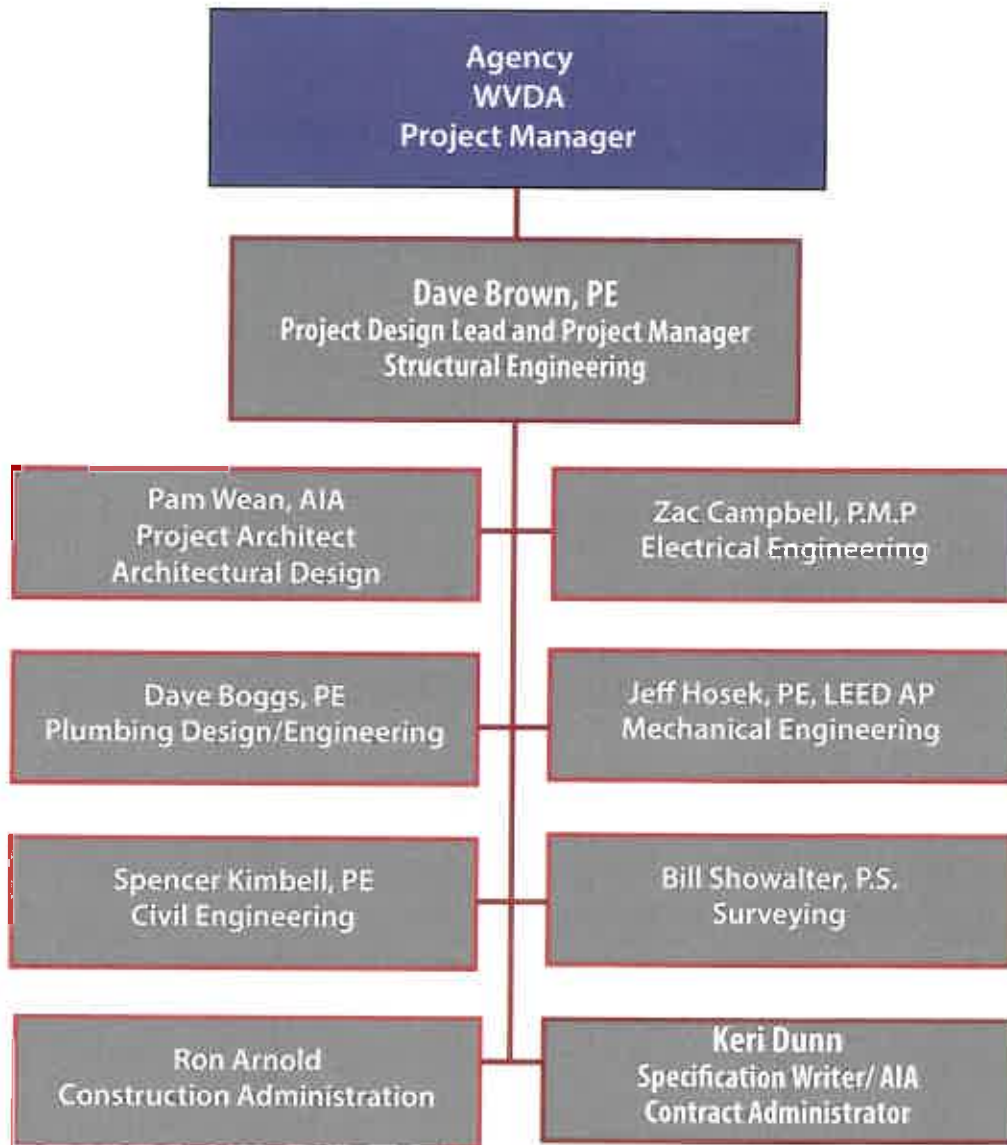 Agency
WVDA
Project Manager
Dave Brown, PE
Project Design Lead and Project Manager
Structural Engineering
Pam Wean, AIA
Project Architect
Architectural Design
Zac Campbell, P.M.P
Electrical Engineering
Dave Boggs, PE
Plumbing Design/Engineering
Jeff Hosek, PE, LEED AP
Mechanical Engineering
Spencer Kimbell, PE
Civil Engineering
Bill Showalter, P.S.
Surveying
Ron Arnold
Construction Administration
Keri Dunn
Specification Writer/ AIA
Contract Administrator